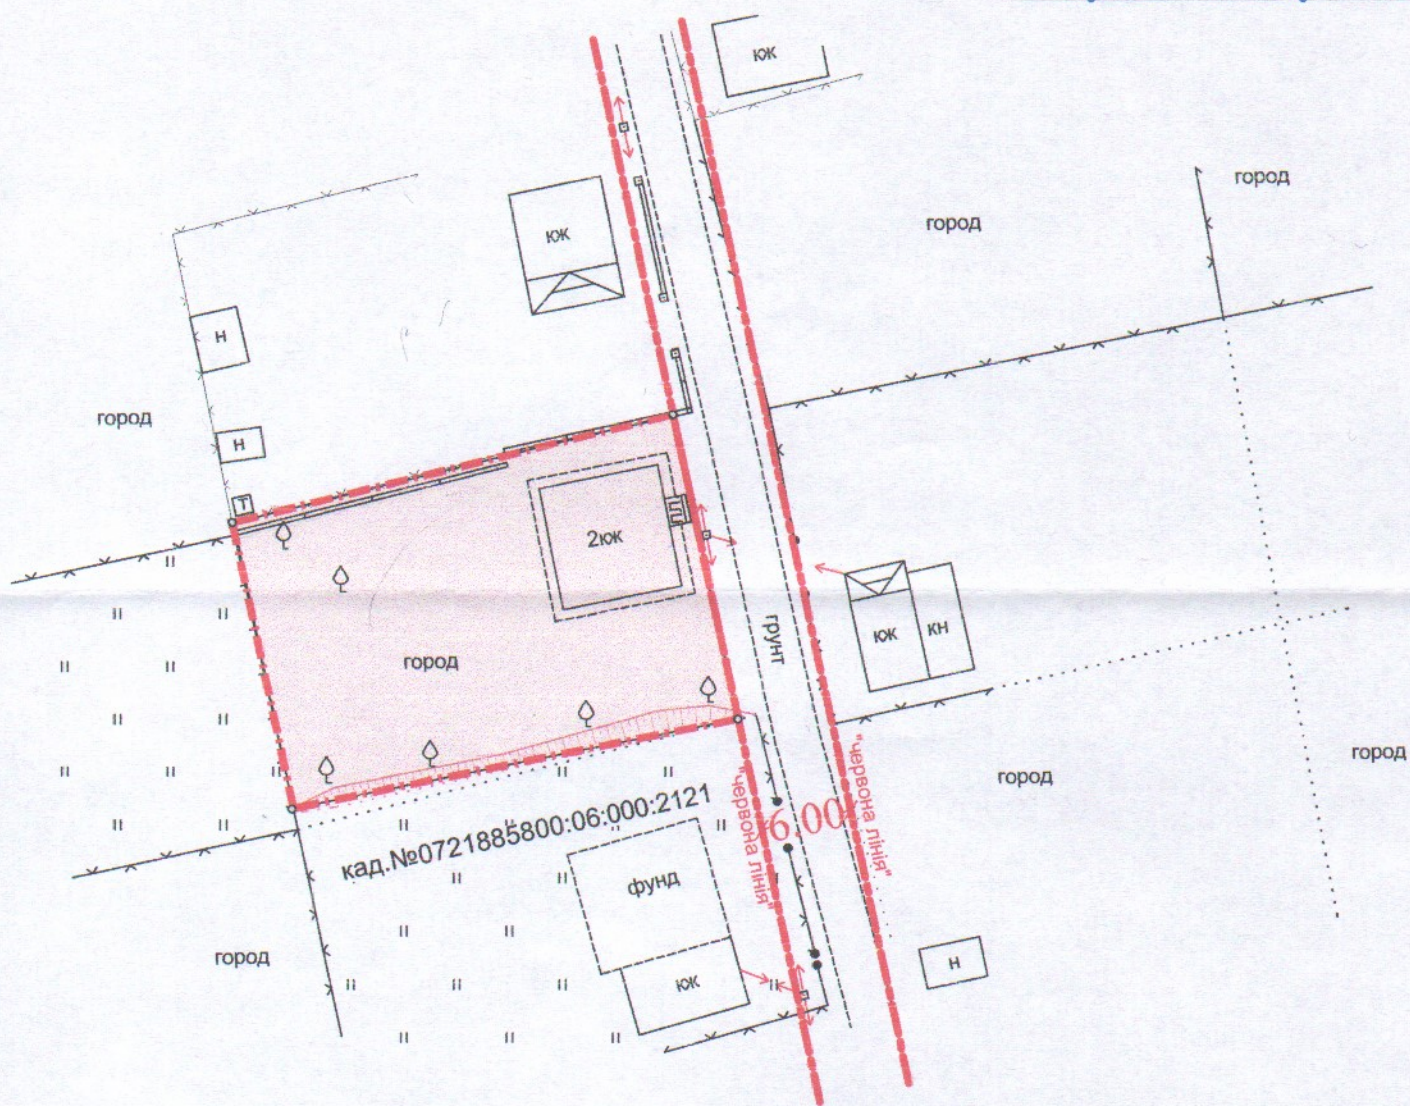 кж
город
город
кж
н
город
н
Т
2кж
грунт
кж
кн
город
"червона лінія"
город
город
кад.№0721885800:06:000:2121
"червона лінія"
6.00
фунд
город
н
кж